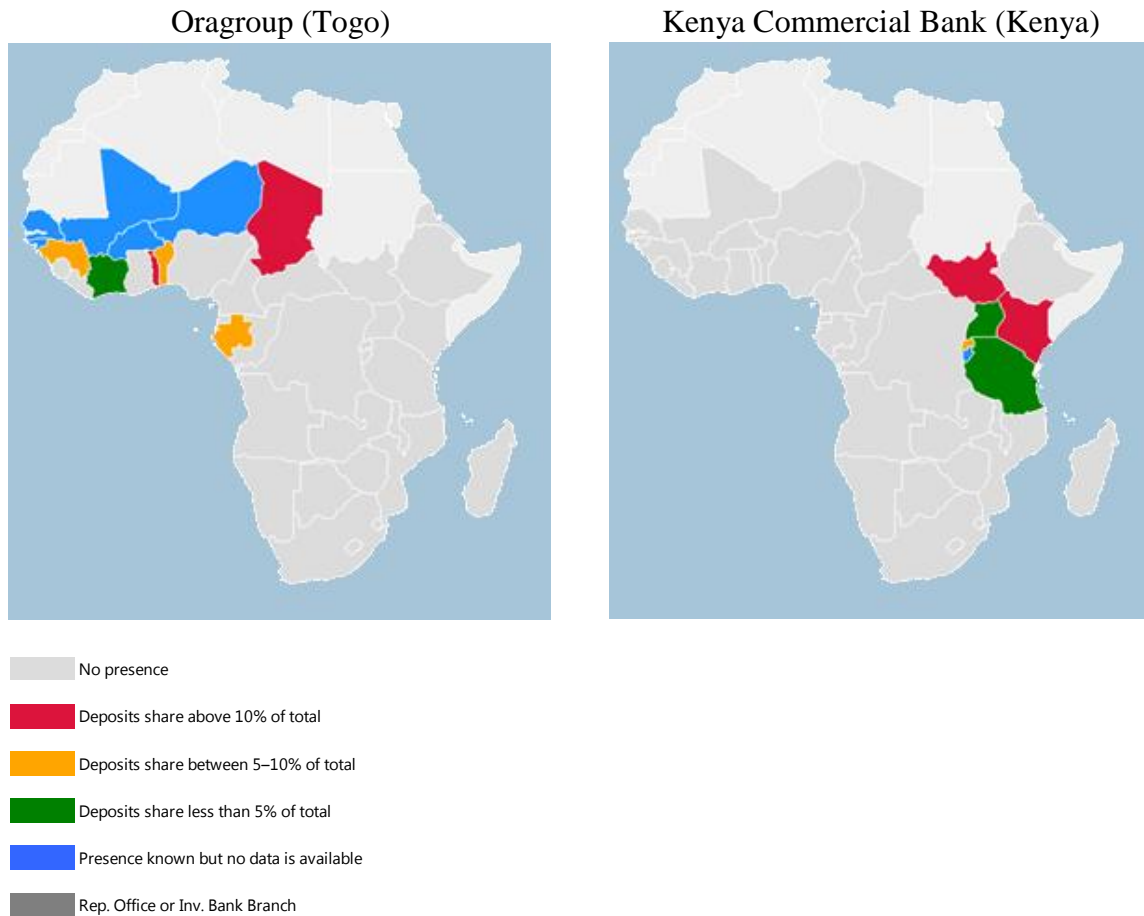 Oragroup (Togo)
Kenya Commercial Bank (Kenya)
No presence
Deposits share above 10% of total
Deposits share between 5–10% of total
Deposits share less than 5% of total
Presence known but no data is available
Rep. Office or Inv. Bank Branch